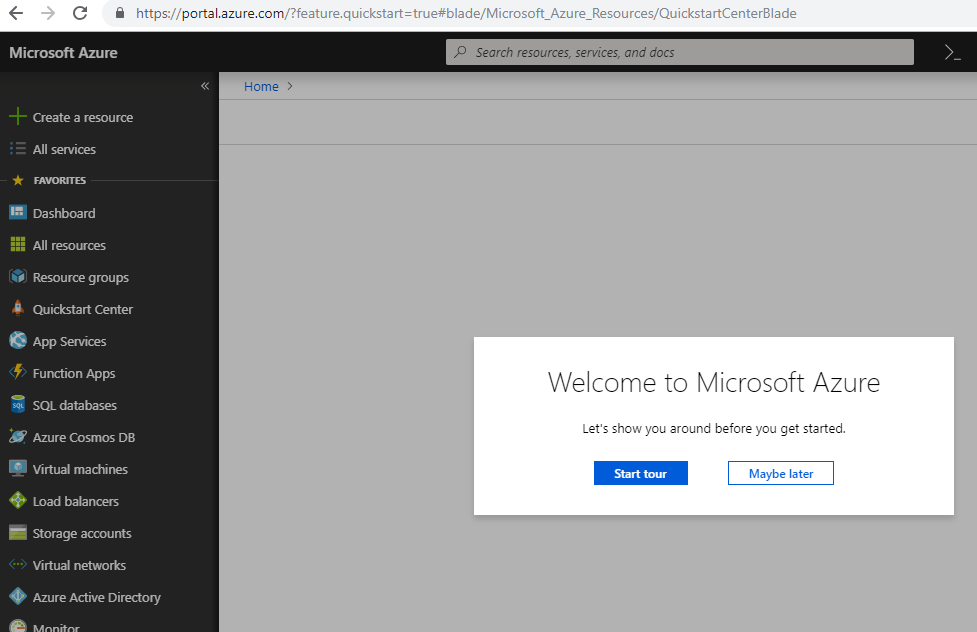 https://portal.azure.com/?feature.quickstart=true#blade/Microsoft_Azure_Resources/QuickstartCenterBlade
Microsoft Azure
Search resources, services, and docs
Home
Create a resource
All services
FAVORITES
Dashboard
All resources
Resource groups
Quickstart Center
App Services
Function Apps
SQL databases
Azure Cosmos DB
Virtual machines
Load balancers
Storage accounts
Virtual networks
Azure Active Directory
Monitor
Welcome to Microsoft Azure
Let's show you around before you get started.
Start tour Maybe later